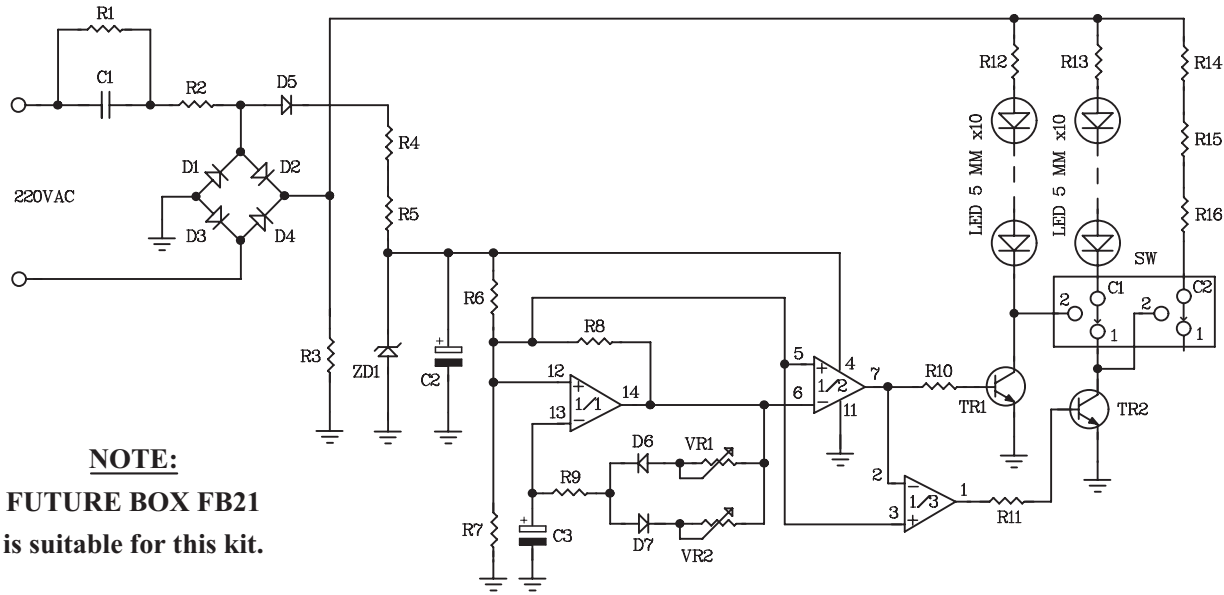 R1
C1
R2
D5
R12
R13
R14
R4
D1
D2
R15
220VAC
R5
R16
D3
D4
LED 5 MM x10
LED 5 MM x10
SW
R6
C1
C2
2
2
1
1
R3
ZD1
C2
R8
12
1/1
14
13
5
1/2
4
7
6
11
R10
TR1
TR2
D6
VR1
R9
2
1/3
1
3
R11
R7
C3
D7
VR2
NOTE:
FUTURE BOX FB21
is suitable for this kit.